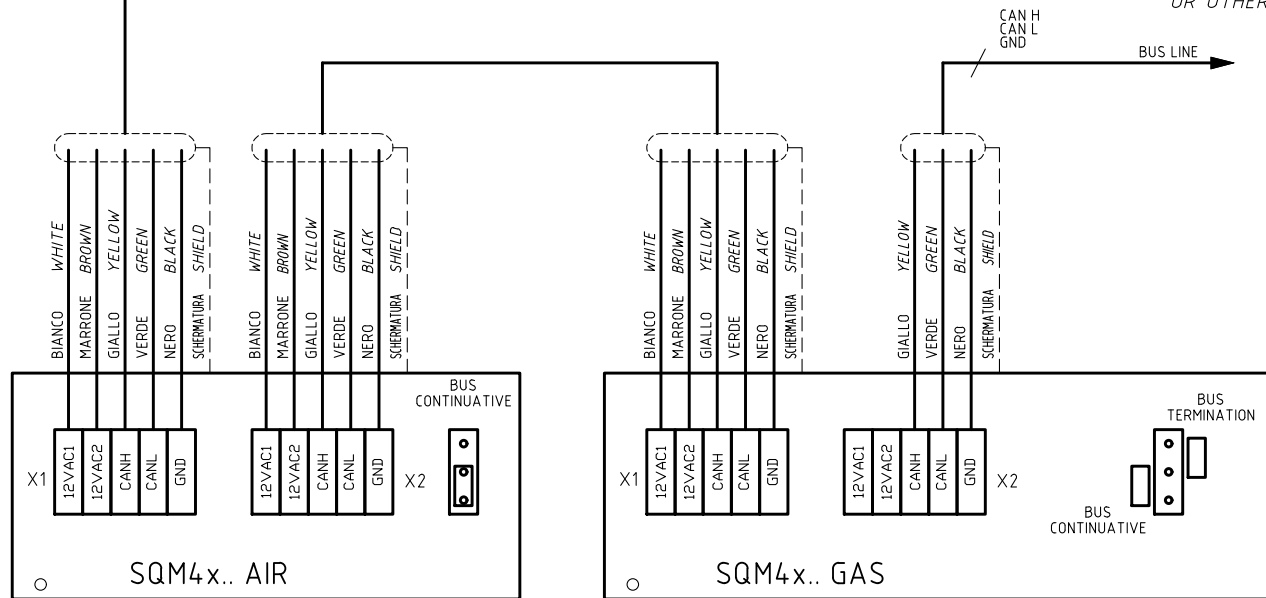 OR OTHER
CAN H
CAN L
GND
BUS LINE
WHITE
BROWN
YELLOW
GREEN
BLACK
SHIELD
BIANCO
MARRONE
GIALLO
VERDE
NERO
SCHERMATURA
WHITE
BROWN
YELLOW
GREEN
BLACK
SHIELD
BIANCO
MARRONE
GIALLO
VERDE
NERO
SCHERMATURA
WHITE
BROWN
YELLOW
GREEN
BLACK
SHIELD
BIANCO
MARRONE
GIALLO
VERDE
NERO
SCHERMATURA
YELLOW
GREEN
BLACK
SHIELD
GIALLO
VERDE
NERO
SCHERMATURA
BUS
CONTINUATIVE
X1
12VAC1
12VAC2
CANH
CANL
GND
12VAC1
12VAC2
CANH
CANL
GND
X2
SQM4x.. AIR
X1
12VAC1
12VAC2
CANH
CANL
GND
12VAC1
12VAC2
CANH
CANL
GND
X2
BUS
TERMINATION
BUS
CONTINUATIVE
SQM4x.. GAS